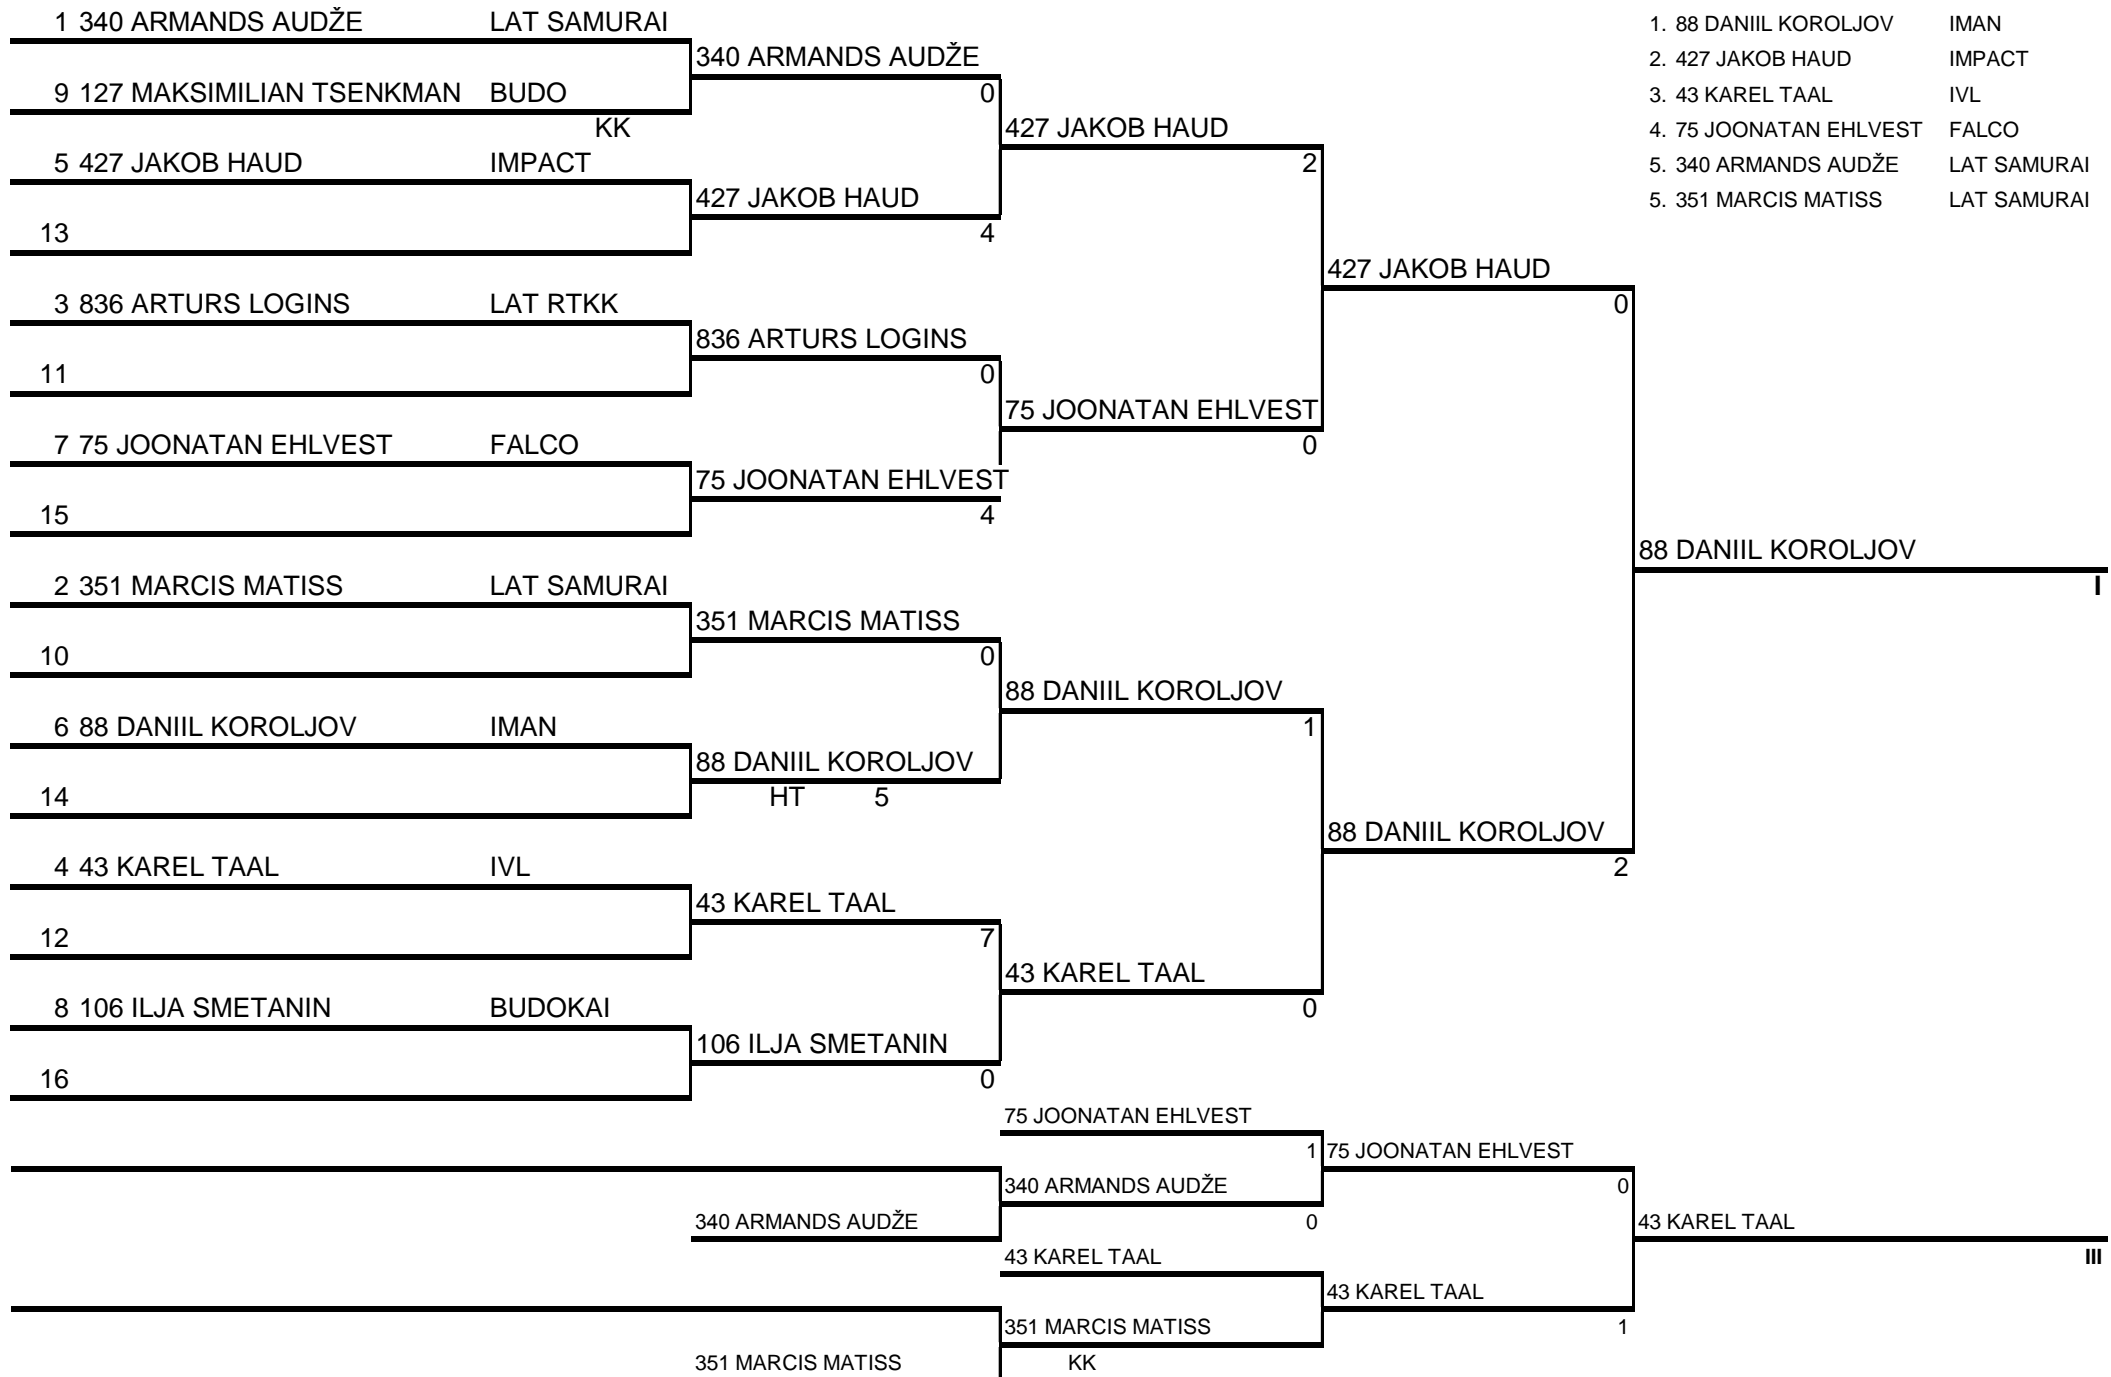 1 340 ARMANDS AUDŽE LAT SAMURAI
1. 88 DANIIL KOROLJOV IMAN
340 ARMANDS AUDŽE
2. 427 JAKOB HAUD IMPACT
9 127 MAKSIMILIAN TSENKMAN BUDO
0
3. 43 KAREL TAAL IVL
KK
427 JAKOB HAUD
4. 75 JOONATAN EHLVEST FALCO
5 427 JAKOB HAUD IMPACT
2
5. 340 ARMANDS AUDŽE LAT SAMURAI
427 JAKOB HAUD
5. 351 MARCIS MATISS LAT SAMURAI
13
4
427 JAKOB HAUD
3 836 ARTURS LOGINS LAT RTKK
0
836 ARTURS LOGINS
11
0
75 JOONATAN EHLVEST
7 75 JOONATAN EHLVEST FALCO
0
75 JOONATAN EHLVEST
15
4
88 DANIIL KOROLJOV
2 351 MARCIS MATISS LAT SAMURAI
I
351 MARCIS MATISS
10
0
88 DANIIL KOROLJOV
6 88 DANIIL KOROLJOV IMAN
1
88 DANIIL KOROLJOV
14
HT 5
88 DANIIL KOROLJOV
4 43 KAREL TAAL IVL
2
43 KAREL TAAL
12
7
43 KAREL TAAL
8 106 ILJA SMETANIN BUDOKAI
0
106 ILJA SMETANIN
16
0
75 JOONATAN EHLVEST
1 75 JOONATAN EHLVEST
340 ARMANDS AUDŽE
0
340 ARMANDS AUDŽE
0
43 KAREL TAAL
43 KAREL TAAL
III
43 KAREL TAAL
351 MARCIS MATISS
1
351 MARCIS MATISS
KK